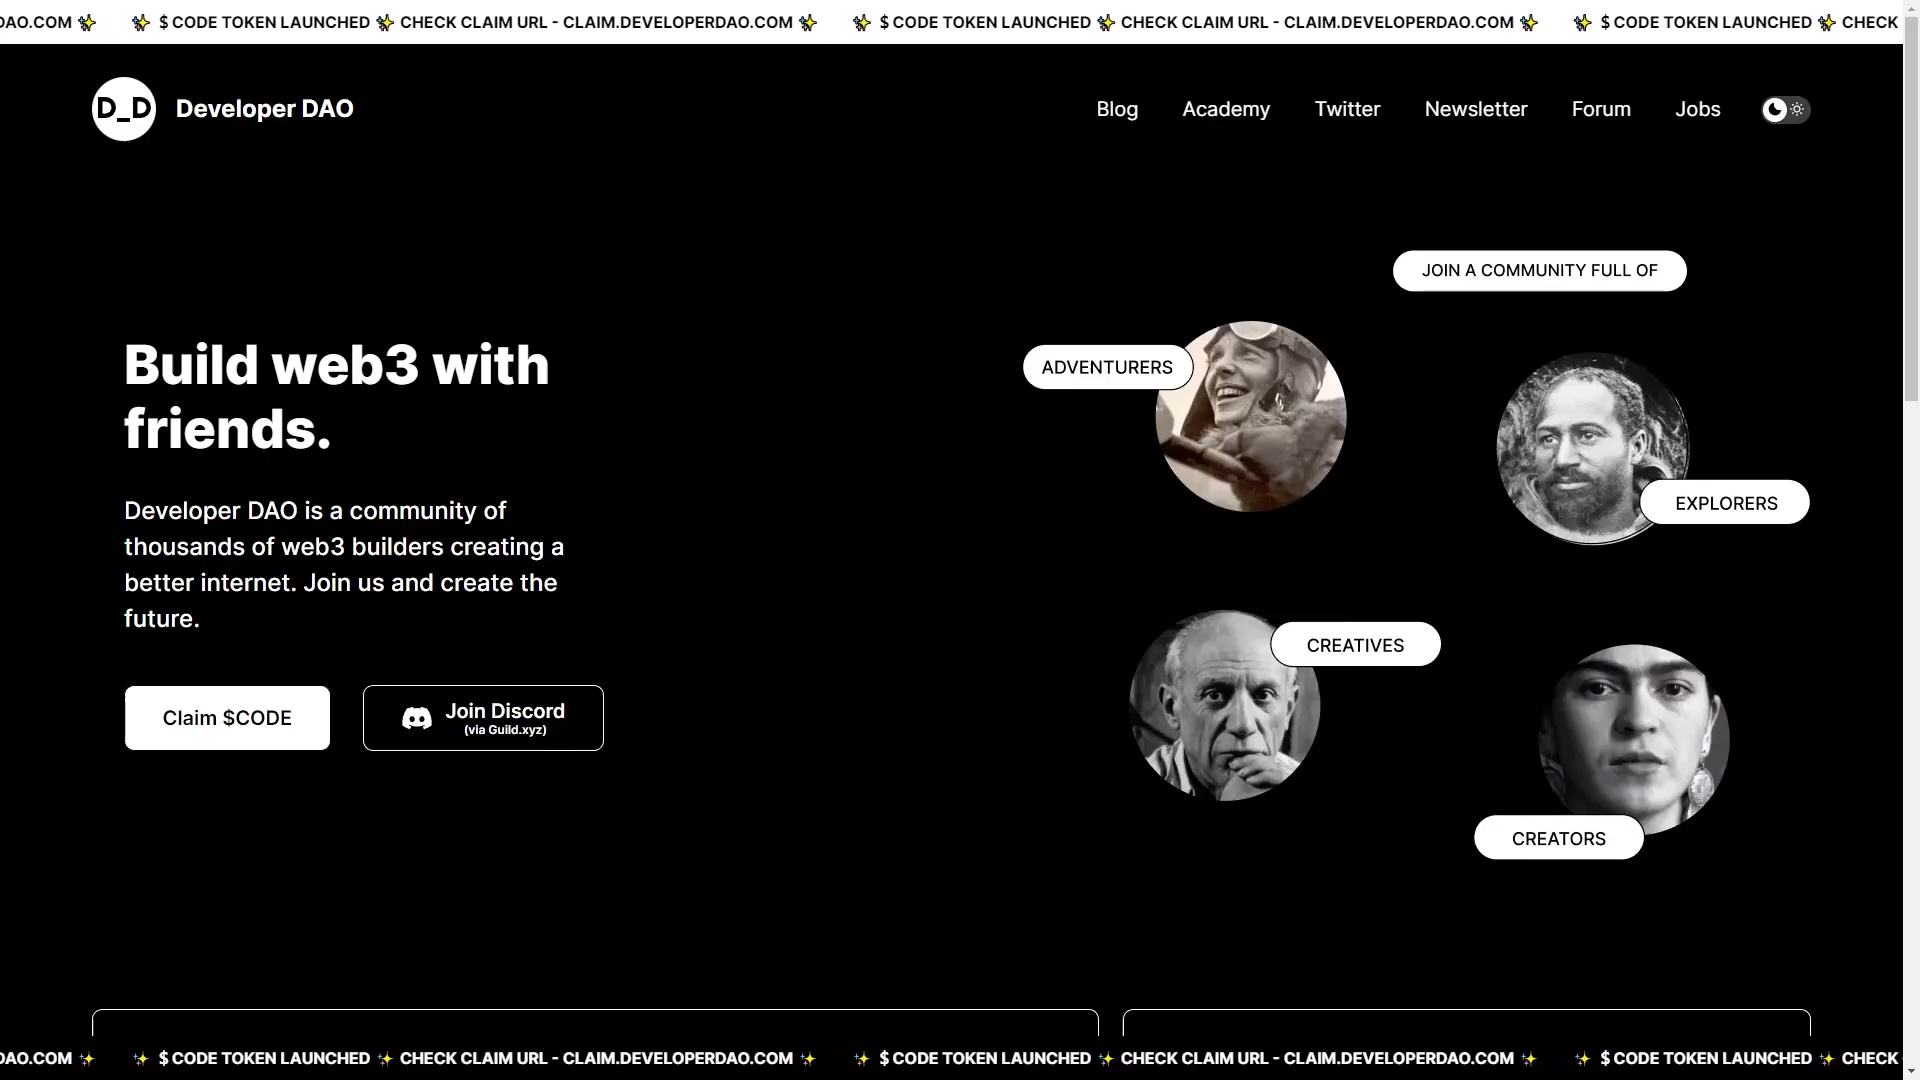 DAO.COM ✨ ✨ $ CODE TOKEN LAUNCHED ✨ CHECK CLAIM URL - CLAIM.DEVELOPERDAO.COM ✨ ✨ $ CODE TOKEN LAUNCHED ✨ CHECK CLAIM URL - CLAIM.DEVELOPERDAO.COM ✨ ✨ $ CODE TOKEN LAUNCHED ✨ CHECK
D_D Developer DAO Blog Academy Twitter Newsletter Forum Jobs
JOIN A COMMUNITY FULL OF
ADVENTURERS
EXPLORERS
CREATIVES
CREATORS
Build web3 with
friends.
Developer DAO is a community of
thousands of web3 builders creating a
better internet. Join us and create the
future.
Claim $CODE
Join Discord
(via Guild.xyz)
DAO.COM ✨ ✨ $ CODE TOKEN LAUNCHED ✨ CHECK CLAIM URL - CLAIM.DEVELOPERDAO.COM ✨ ✨ $ CODE TOKEN LAUNCHED ✨ CHECK CLAIM URL - CLAIM.DEVELOPERDAO.COM ✨ ✨ $ CODE TOKEN LAUNCHED ✨ CHECK